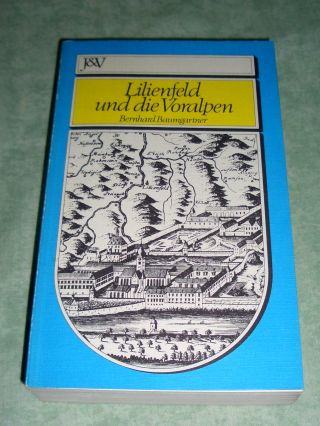 J&V
Lilienfeld
und die Voralpen
Bernhard Baumgartner